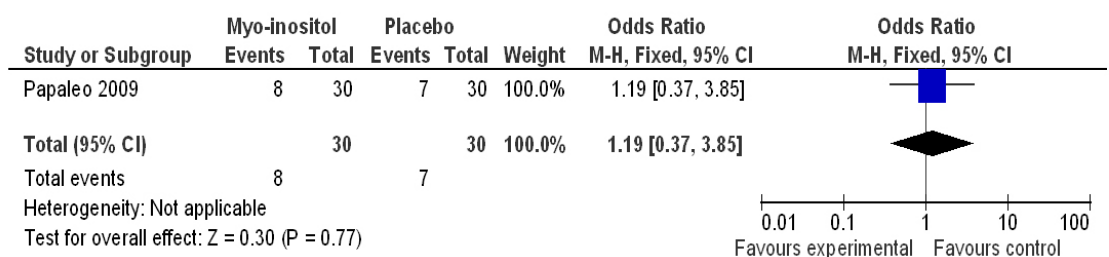 Myo-inositol Placebo Odds Ratio Odds Ratio
Study or Subgroup Events Total Events Total Weight M-H, Fixed, 95% CI M-H, Fixed, 95% CI
Papaleo 2009 8 30 7 30 100.0% 1.19 [0.37, 3.85]
Total (95% CI) 30 30 100.0% 1.19 [0.37, 3.85]
Total events 8 7
Heterogeneity: Not applicable
Test for overall effect: Z = 0.30 (P = 0.77)
0.01 0.1 1 10 100
Favours experimental Favours control